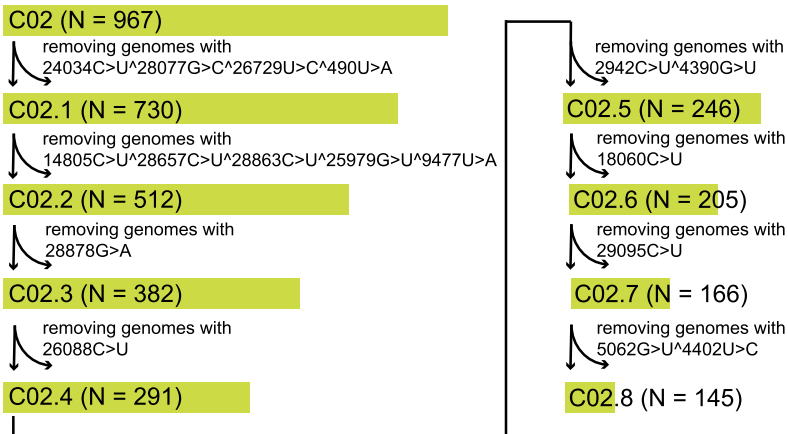 C02 (N = 967)
removing genomes with
24034C>U^28077G>C^26729U>C^490U>A
C02.1 (N = 730)
removing genomes with
14805C>U^28657C>U^28863C>U^25979G>U^9477U>A
C02.2 (N = 512)
removing genomes with
28878G>A
C02.3 (N = 382)
removing genomes with
26088C>U
C02.4 (N = 291)
removing genomes with
2942C>U^4390G>U
C02.5 (N = 246)
removing genomes with
18060C>U
C02.6 (N = 205)
removing genomes with
29095C>U
C02.7 (N = 166)
removing genomes with
5062G>U^4402U>C
C02.8 (N = 145)